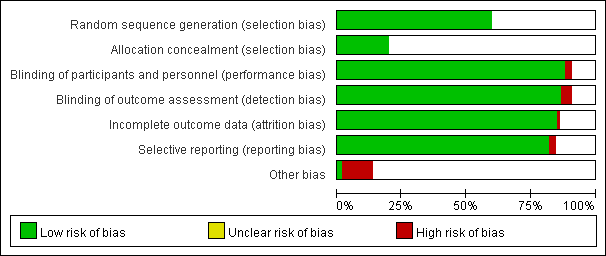 Random sequence generation (selection bias)
Allocation concealment (selection bias)
Blinding of participants and personnel (performance bias)
Blinding of outcome assessment (detection bias)
Incomplete outcome data (attrition bias)
Selective reporting (reporting bias)
Other bias
0% 25% 50% 75% 100%
Low risk of bias Unclear risk of bias High risk of bias